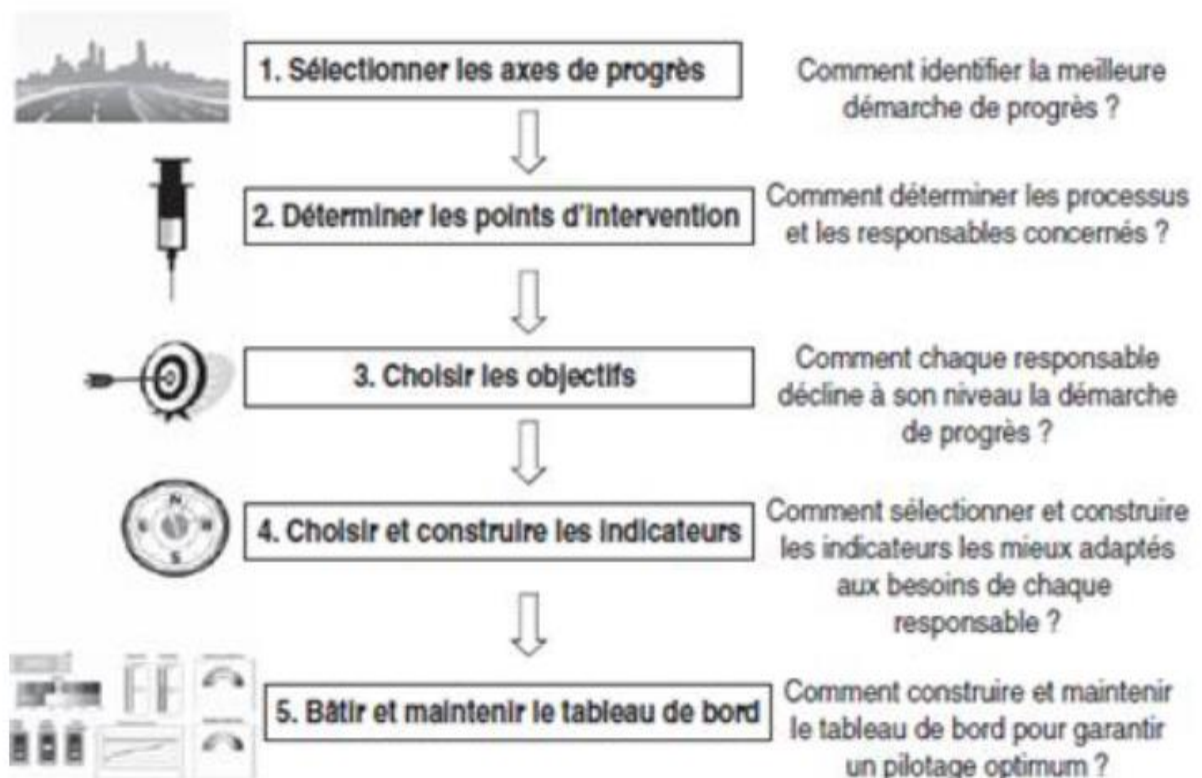 1. Sélectionner les axes de progrès
Comment identifier la meilleure
démarche de progrès ?
2. Déterminer les points d'intervention
Comment déterminer les processus
et les responsables concernés ?
3. Choisir les objectifs
Comment chaque responsable
décline à son niveau la démarche
de progrès ?
N
S
4. Choisir et construire les indicateurs
Comment sélectionner et construire
les indicateurs les mieux adaptés
aux besoins de chaque
responsable ?
5. Bâtir et maintenir le tableau de bord
Comment construire et maintenir
le tableau de bord pour garantir
un pilotage optimum ?